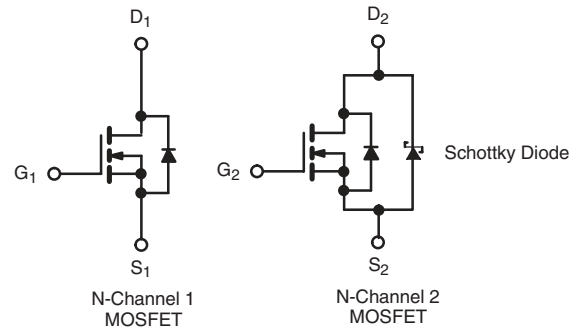 D1
D2
G1
G2
Schottky Diode
S1
S2
N-Channel 1
MOSFET
N-Channel 2
MOSFET